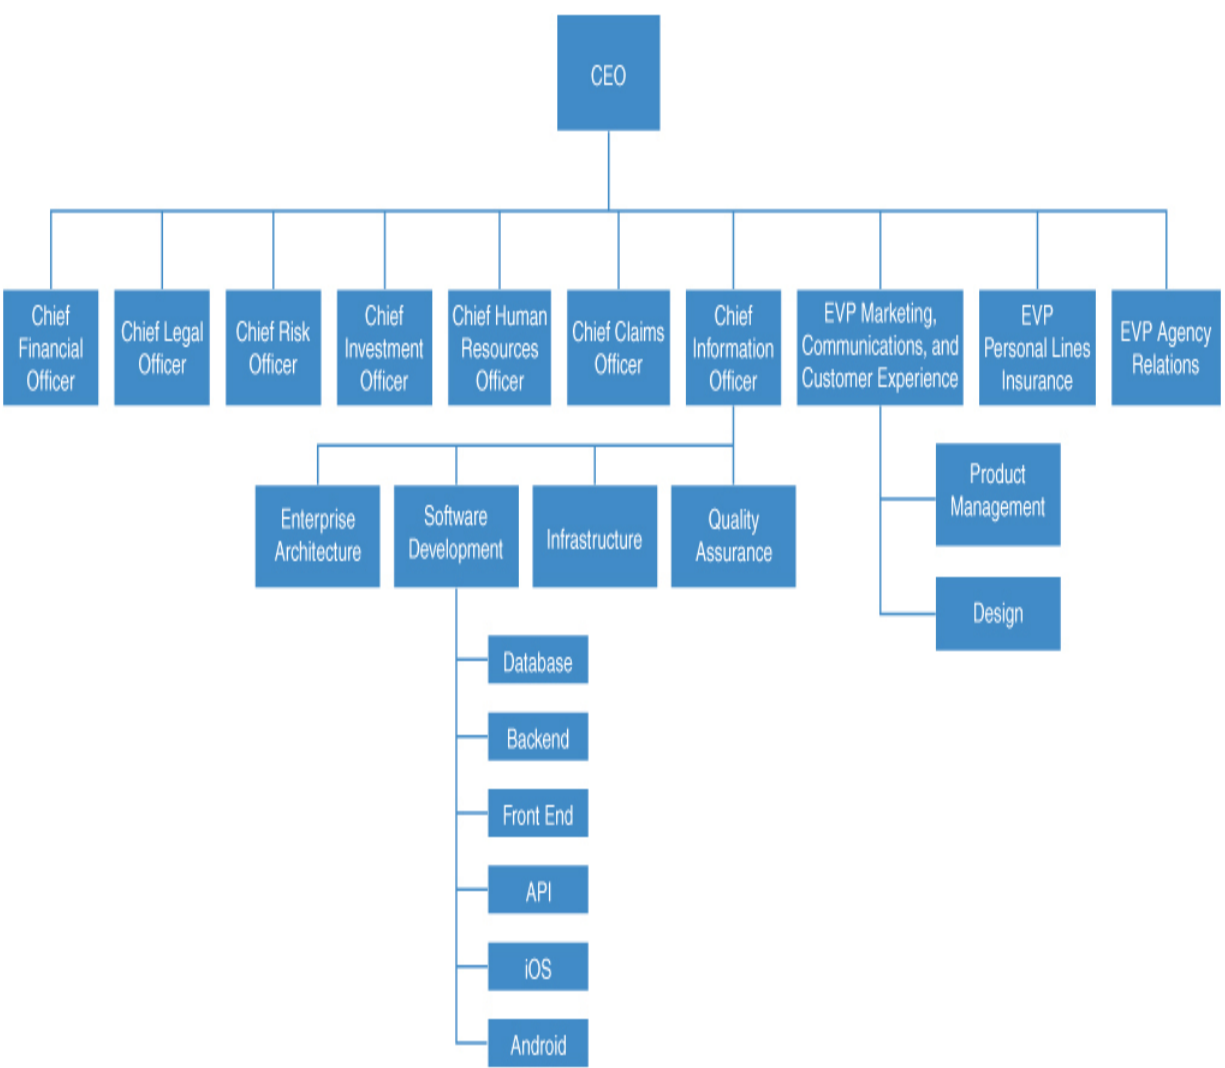 CEO
Chief
Financial
Officer
Chief Legal
Officer
Chief Risk
Officer
Chief
Investment
Officer
Chief Human
Resources
Officer
Chief Claims
Officer
Chief
Information
Officer
EVP Marketing,
Communications, and
Customer Experience
EVP
Personal Lines
Insurance
EVP Agency
Relations
Enterprise
Architecture
Software
Development
Infrastructure
Quality
Assurance
Product
Management
Design
Database
Backend
Front End
API
iOS
Android